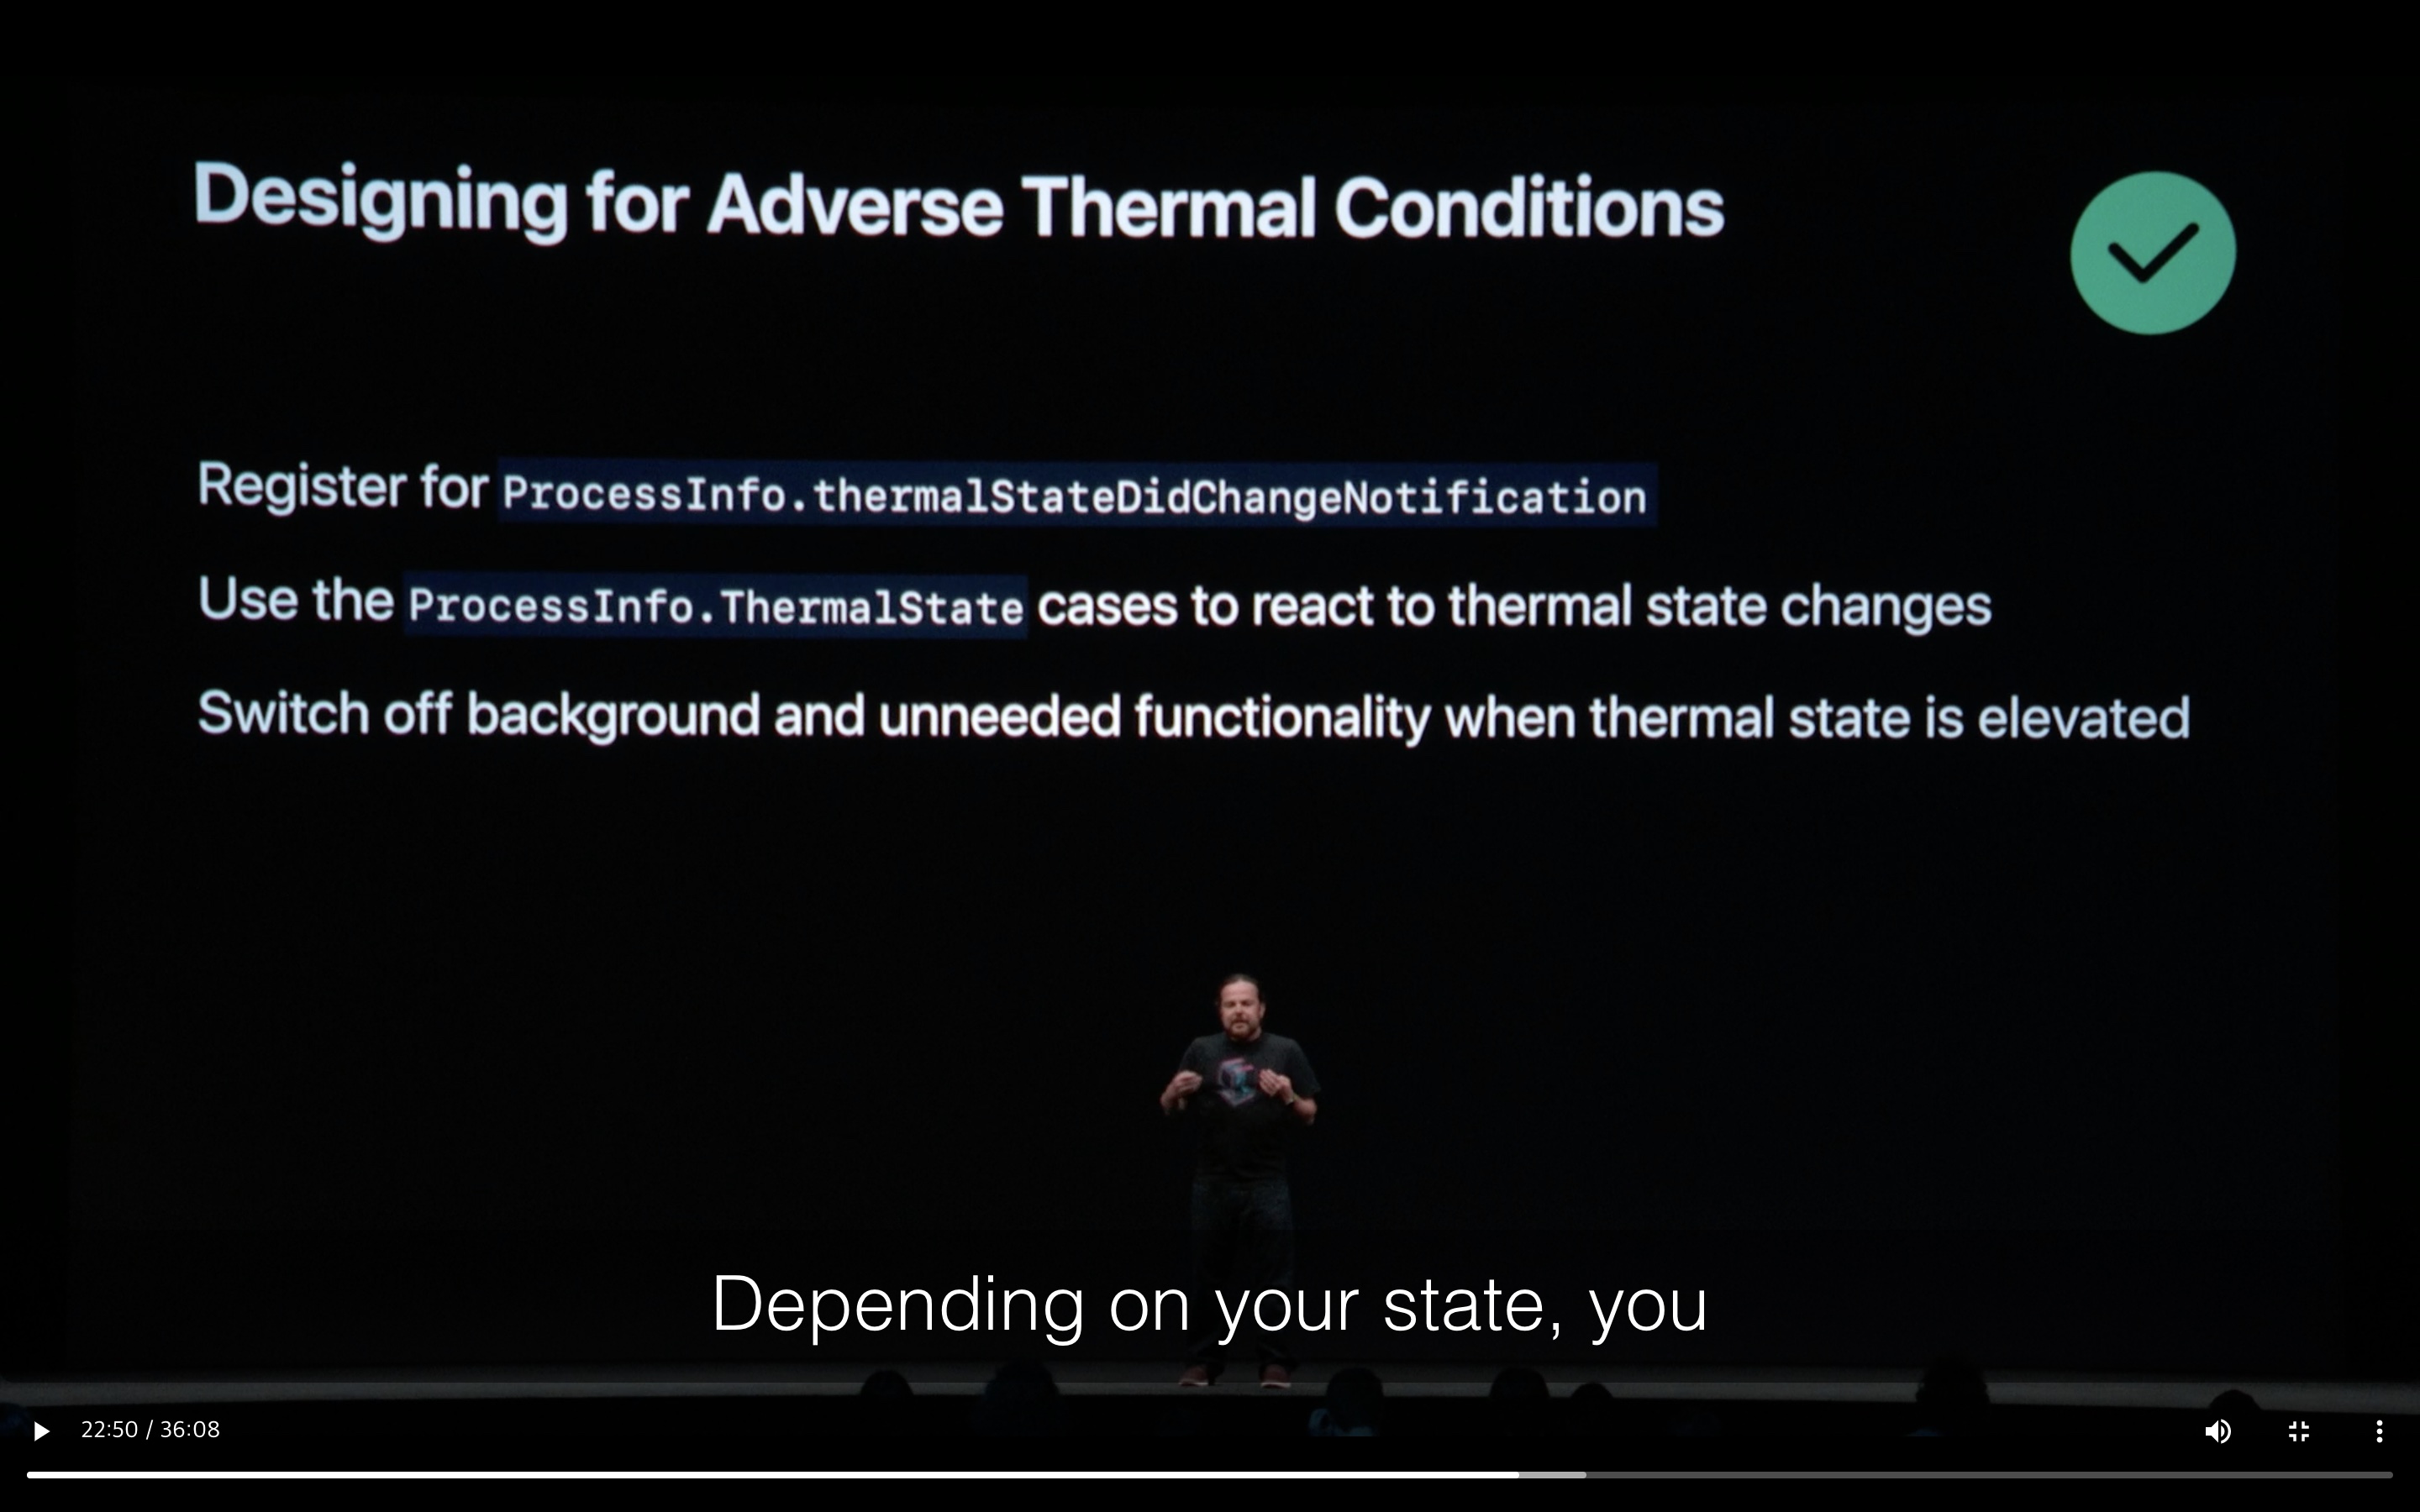 Designing for Adverse Thermal Conditions
Register for ProcessInfo.thermalStateDidChangeNotification
Use the ProcessInfo.ThermalState cases to react to thermal state changes
Switch off background and unneeded functionality when thermal state is elevated
Depending on your state, you
22:50 / 36:08